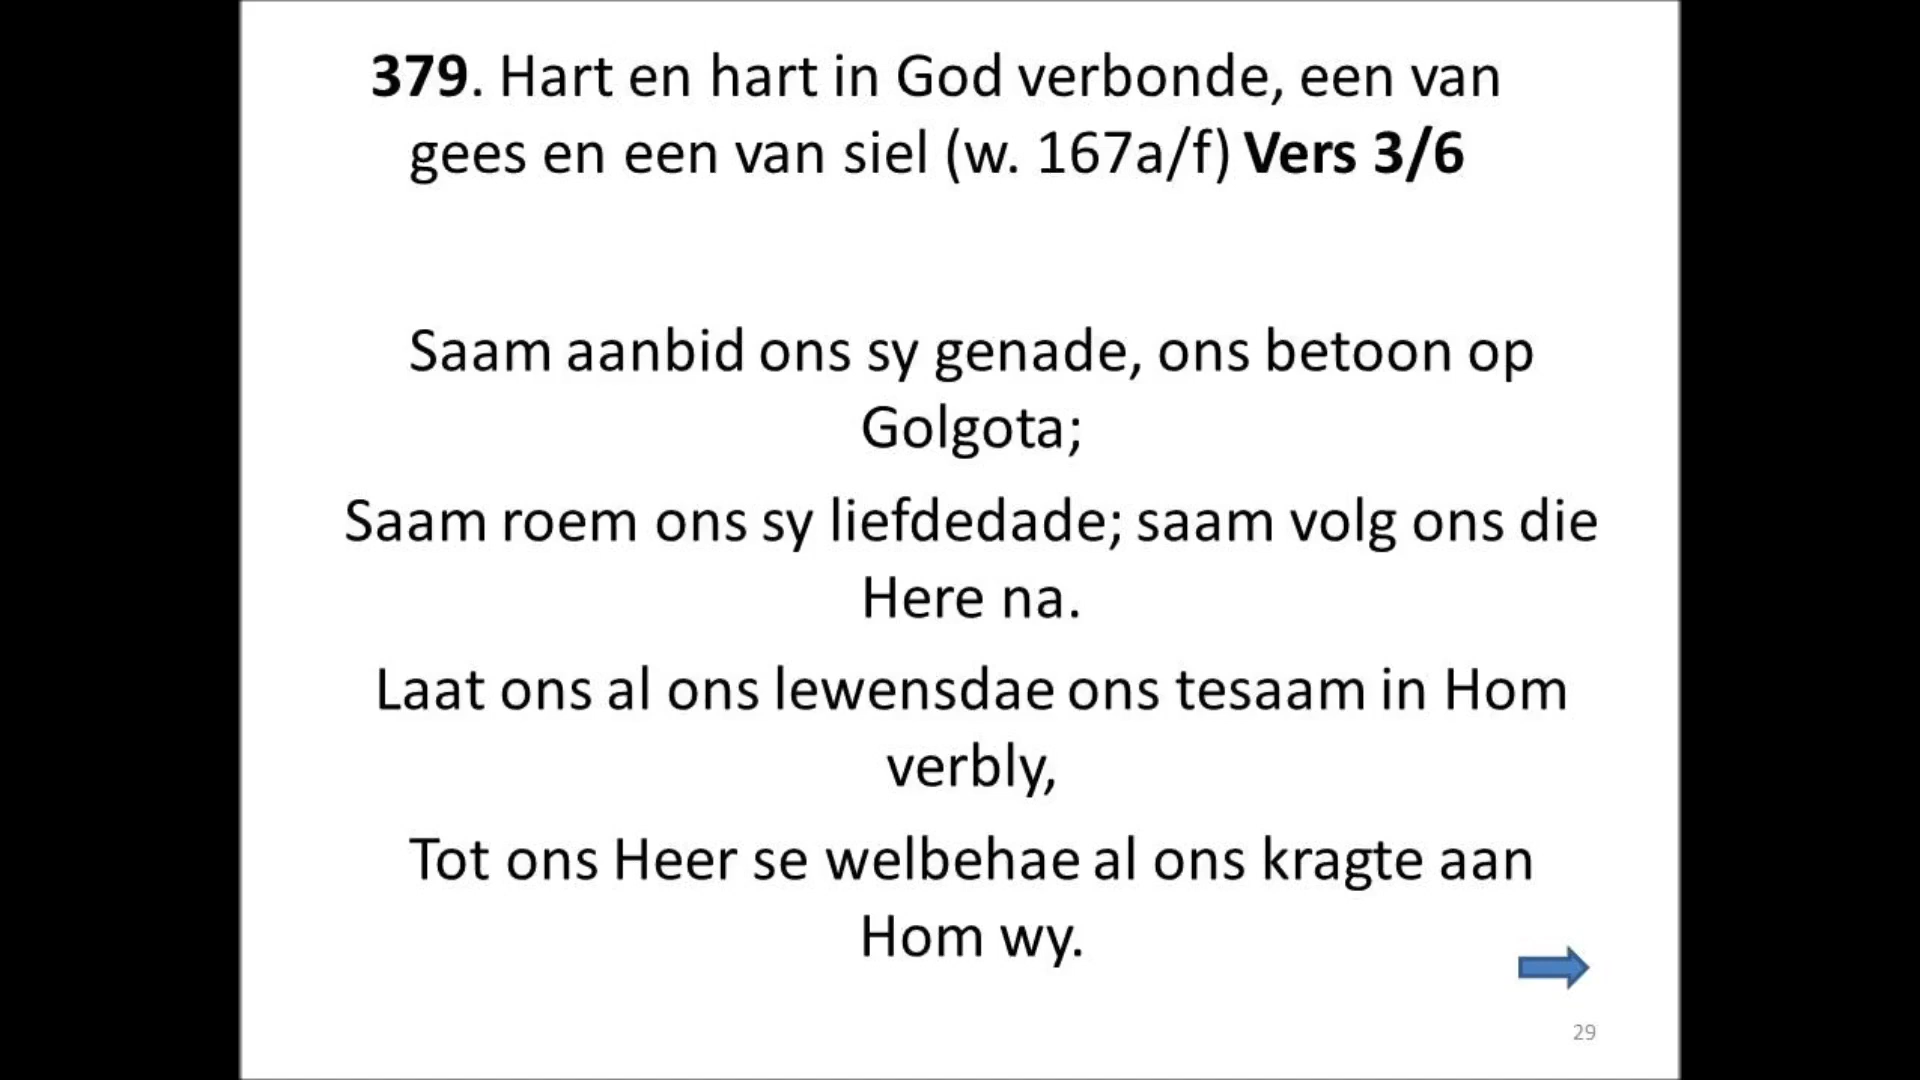 379. Hart en hart in God verbonde, een van
gees en een van siel (w. 167a/f) Vers 3/6
Saam aanbid ons sy genade, ons betoon op
Golgota;
Saam roem ons sy liefdedade; saam volg ons die
Here na.
Laat ons al ons lewensdae ons tesaam in Hom
verbly,
Tot ons Heer se welbehae al ons kragte aan
Hom wy.
29